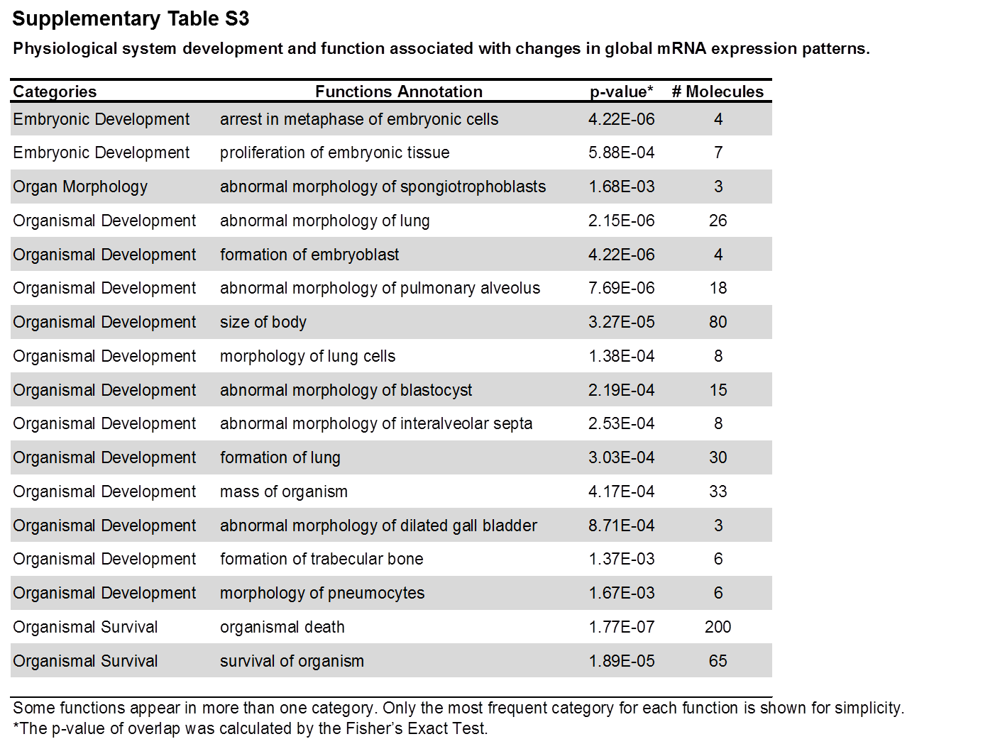 Supplementary Table S3
Physiological system development and function associated with changes in global mRNA expression patterns.
Categories Functions Annotation p-value* # Molecules
Embryonic Development arrest in metaphase of embryonic cells 4.22E-06 4
Embryonic Development proliferation of embryonic tissue 5.88E-04 7
Organ Morphology abnormal morphology of spongiotrophoblasts 1.68E-03 3
Organismal Development abnormal morphology of lung 2.15E-06 26
Organismal Development formation of embryoblast 4.22E-06 4
Organismal Development abnormal morphology of pulmonary alveolus 7.69E-06 18
Organismal Development size of body 3.27E-05 80
Organismal Development morphology of lung cells 1.38E-04 8
Organismal Development abnormal morphology of blastocyst 2.19E-04 15
Organismal Development abnormal morphology of interalveolar septa 2.53E-04 8
Organismal Development formation of lung 3.03E-04 30
Organismal Development mass of organism 4.17E-04 33
Organismal Development abnormal morphology of dilated gall bladder 8.71E-04 3
Organismal Development formation of trabecular bone 1.37E-03 6
Organismal Development morphology of pneumocytes 1.67E-03 6
Organismal Survival organismal death 1.77E-07 200
Organismal Survival survival of organism 1.89E-05 65
Some functions appear in more than one category. Only the most frequent category for each function is shown for simplicity.
*The p-value of overlap was calculated by the Fisher’s Exact Test.